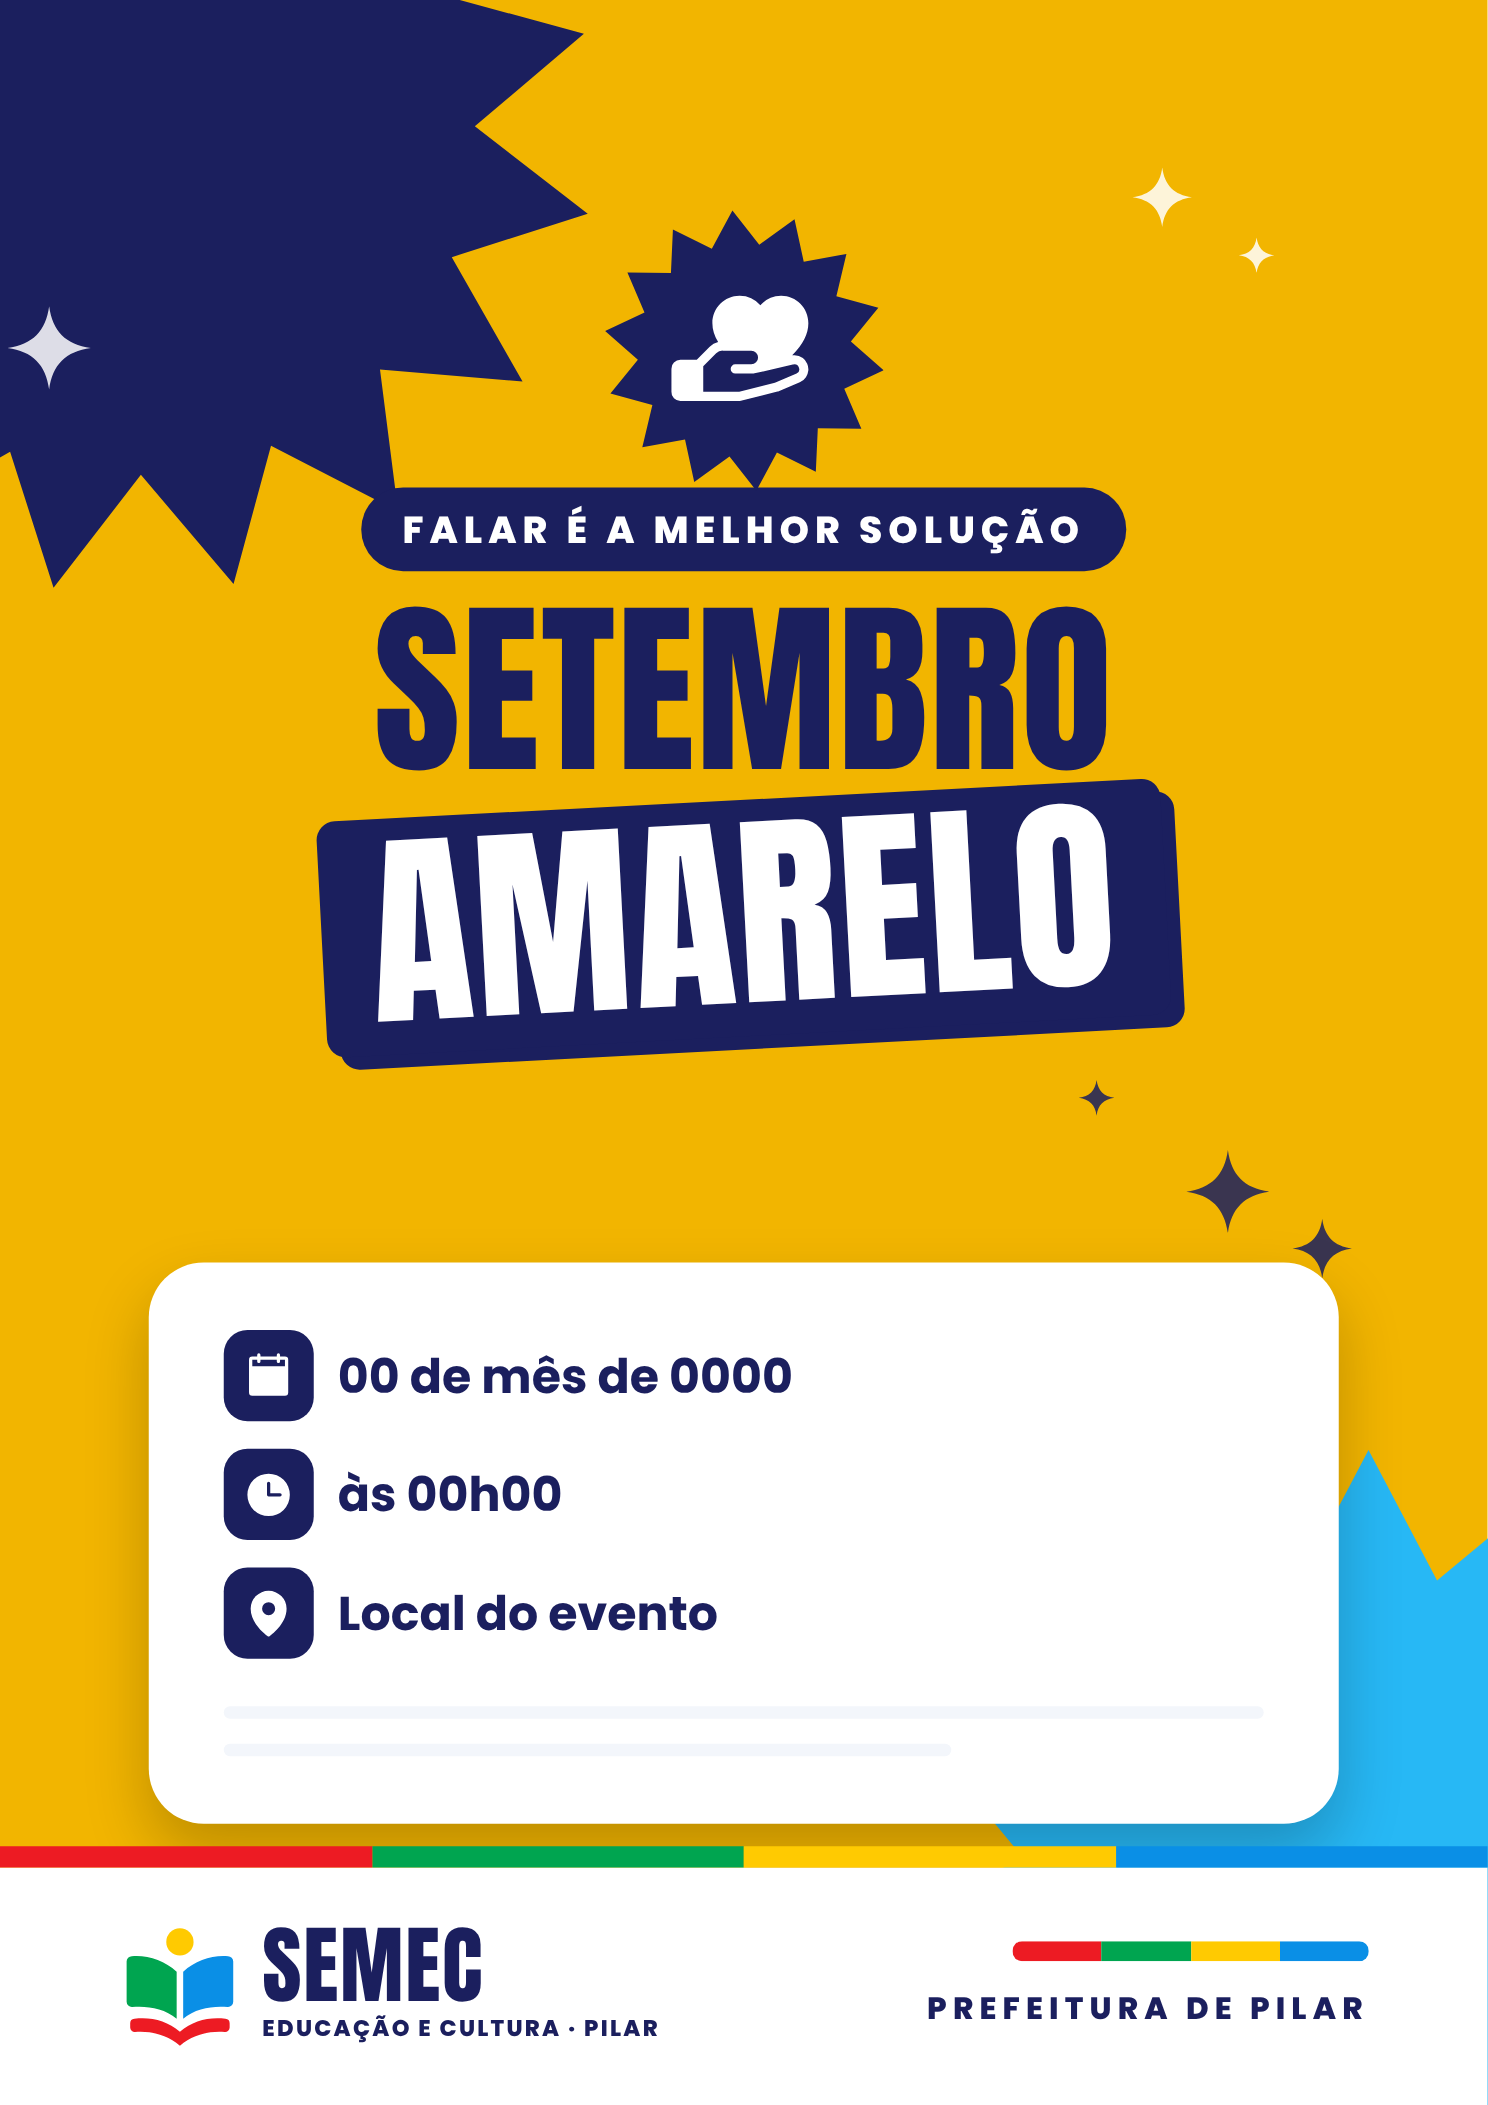 FALAR É A MELHOR SOLUÇÃO
SETEMBRO
AMARELO
00 de mês de 0000
às 00h00
Local do evento
SEMEC
EDUCAÇÃO E CULTURA · PILAR
PREFEITURA DE PILAR